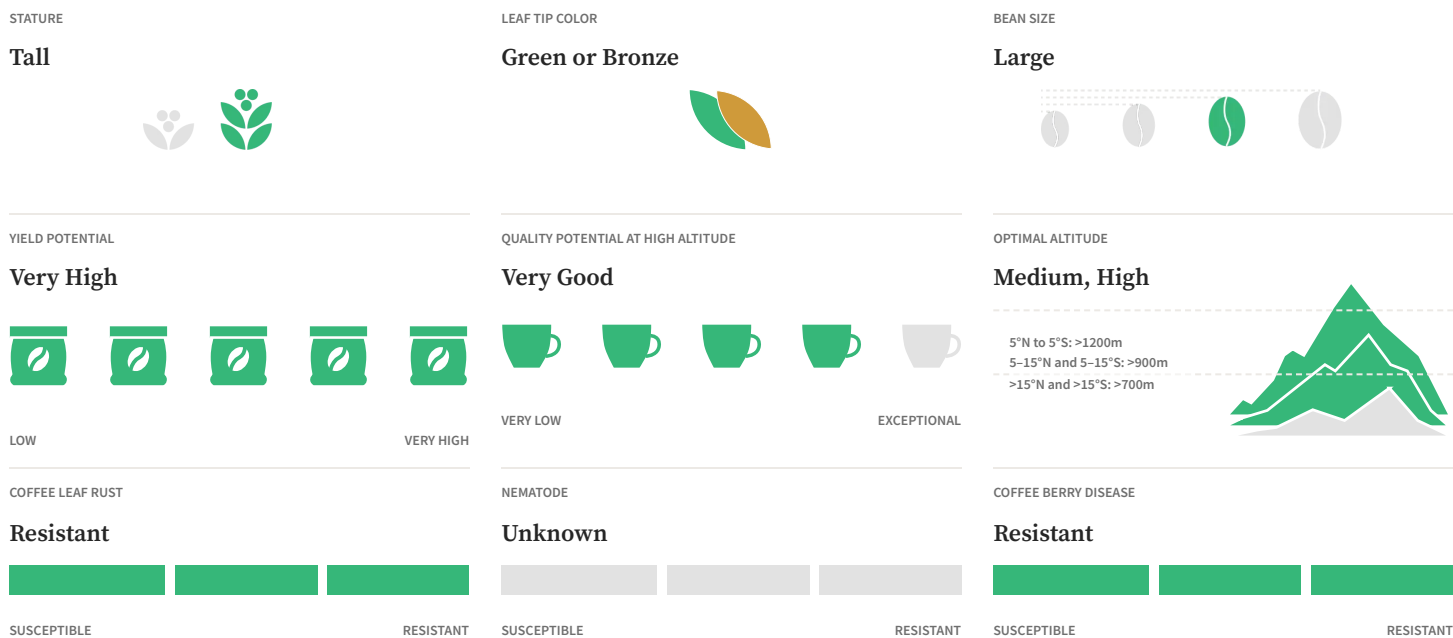 STATURE
Tall
LEAF TIP COLOR
Green or Bronze
BEAN SIZE
Large
YIELD POTENTIAL
Very High
LOW
VERY HIGH
QUALITY POTENTIAL AT HIGH ALTITUDE
Very Good
VERY LOW
EXCEPTIONAL
OPTIMAL ALTITUDE
Medium, High
5°N to 5°S: >1200m
5–15°N and 5–15°S: >900m
>15°N and >15°S: >700m
COFFEE LEAF RUST
Resistant
SUSCEPTIBLE
RESISTANT
NEMATODE
Unknown
SUSCEPTIBLE
RESISTANT
COFFEE BERRY DISEASE
Resistant
SUSCEPTIBLE
RESISTANT